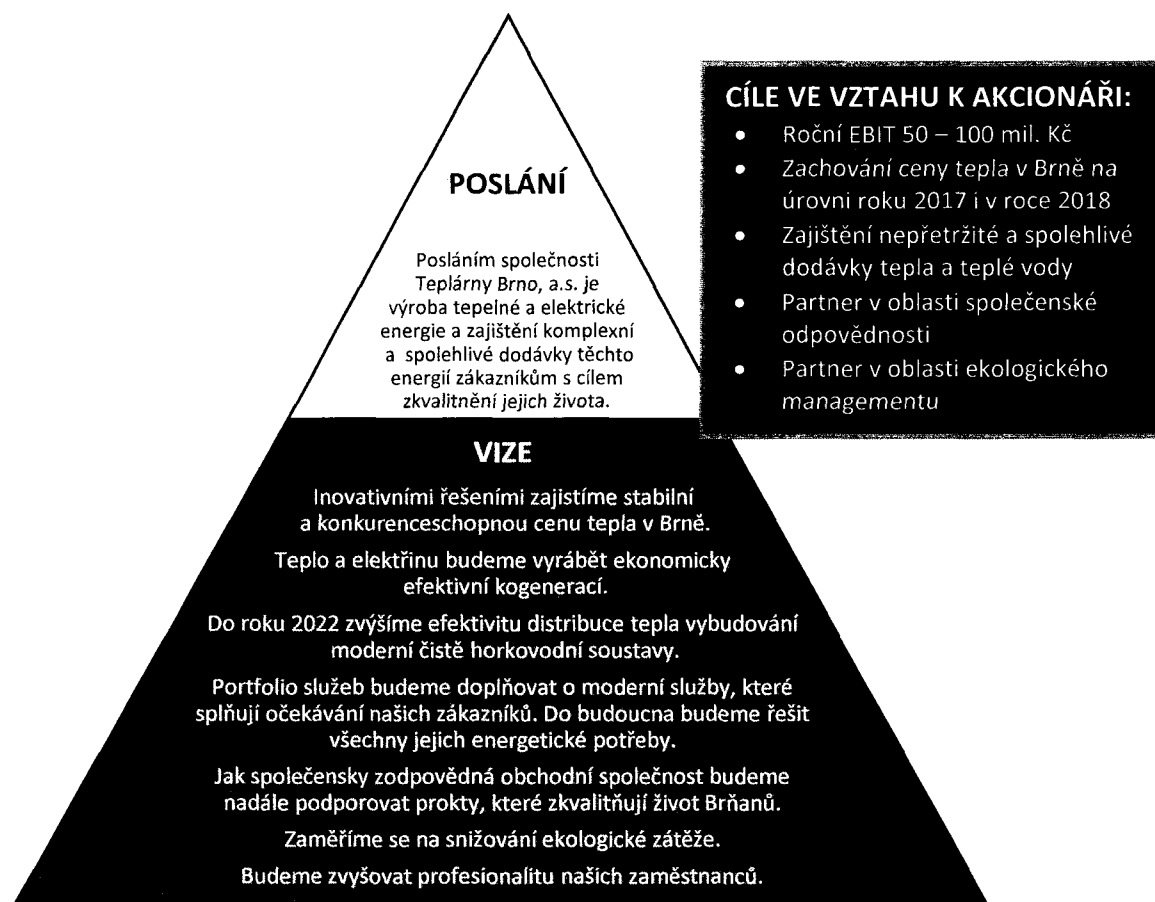 POSLÁNÍ
Posláním společnosti
Teplárny Brno, a.s. je
výroba tepelné a elektrické
energie a zajištění komplexní
a spolehlivé dodávky těchto
energií zákazníkům s cílem
zkvalitnění jejich života.
CÍLE VE VZTAHU K AKCIONÁŘI:
• Roční EBIT 50 – 100 mil. Kč
• Zachování ceny tepla v Brně na
úrovni roku 2017 i v roce 2018
• Zajištění nepřetržité a spolehlivé
dodávky tepla a teplé vody
• Partner v oblasti společenské
odpovědnosti
• Partner v oblasti ekologického
managementu
VIZE
Inovativními řešeními zajistíme stabilní
a konkurenceschopnou cenu tepla v Brně.
Teplo a elektřinu budeme vyrábět ekonomicky
efektivní kogenerací.
Do roku 2022 zvýšíme efektivitu distribuce tepla vybudování
moderní čistě horkovodní soustavy.
Portfolio služeb budeme doplňovat o moderní služby, které
splňují očekávání našich zákazníků. Do budoucna budeme řešit
všechny jejich energetické potřeby.
Jak společensky zodpovědná obchodní společnost budeme
nadále podporovat prokty, které zkvalitňují život Brňanů.
Zaměříme se na snižování ekologické zátěže.
Budeme zvyšovat profesionalitu našich zaměstnanců.